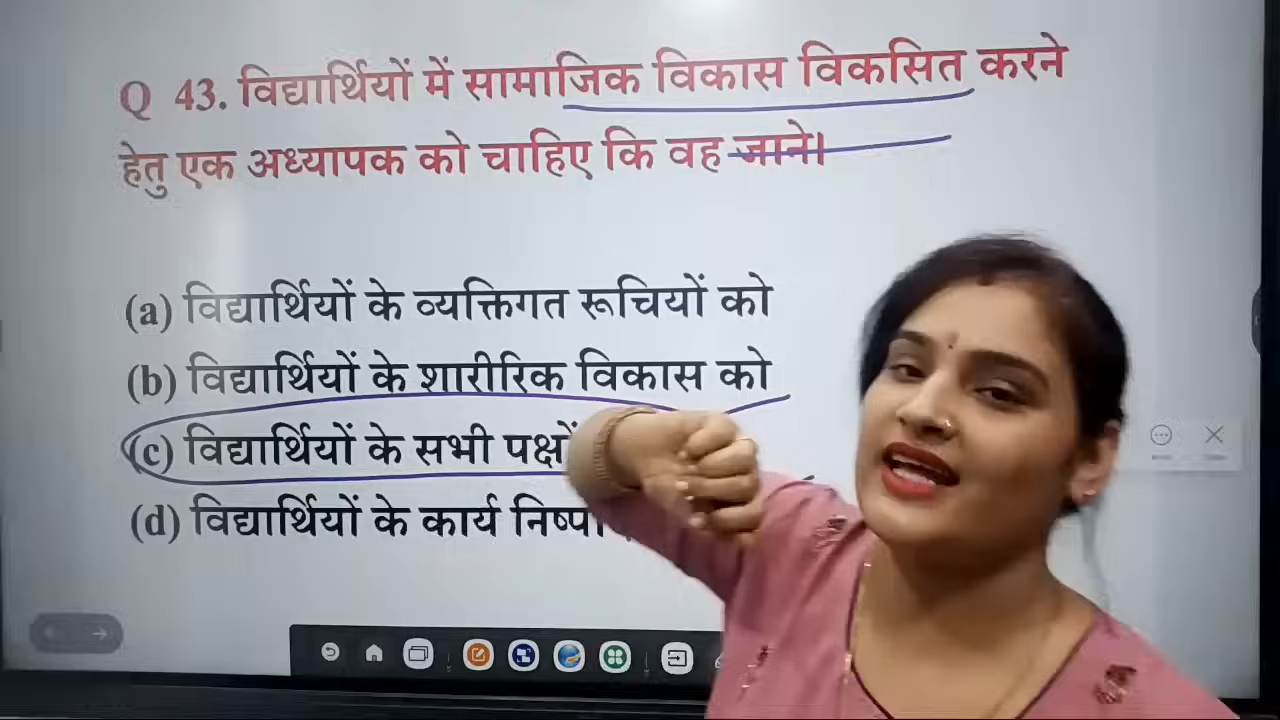 Q 43. विद्यार्थियों में सामाजिक विकास विकसित करने
हेतु एक अध्यापक को चाहिए कि वह जाने।
(a) विद्यार्थियों के व्यक्तिगत रूचियों को
(b) विद्यार्थियों के शारीरिक विकास को
(c) विद्यार्थियों के सभी पक्षों
(d) विद्यार्थियों के कार्य